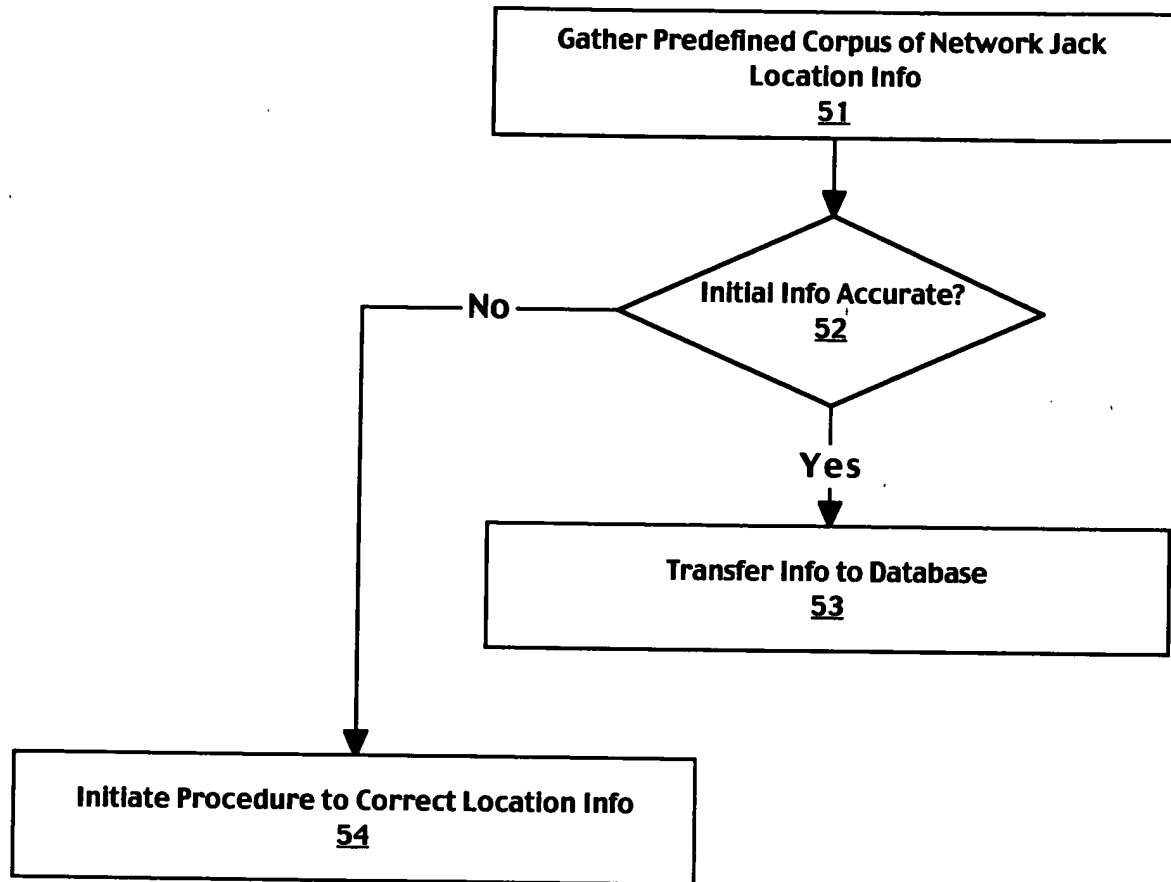 Gather Predefined Corpus of Network Jack
Location Info
51
Initial Info Accurate?
52
No
Yes
Transfer Info to Database
53
Initiate Procedure to Correct Location Info
54